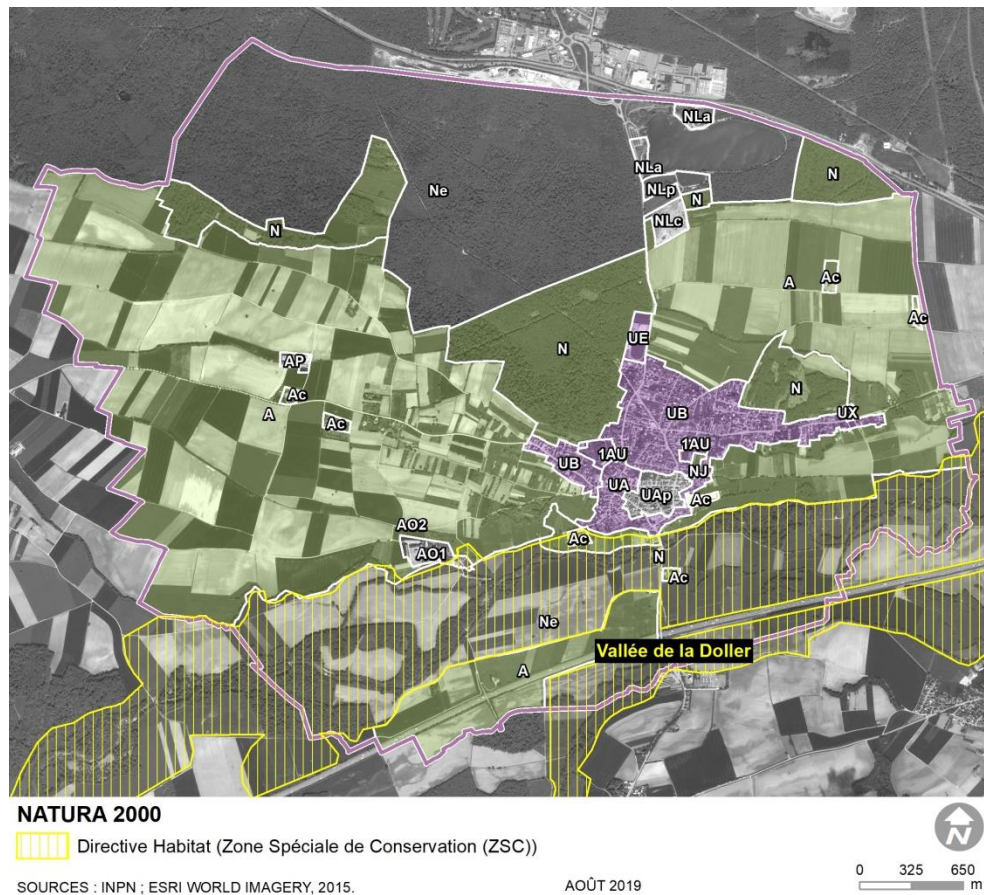 NLa
NLa
Ne
NLp
N
N
NLc
N
A
Ac
Ac
UE
N
AP
N
Ac
A
UX
UB
Ac
1AU
1AU
UB
NJ
UA
UAp
Ac
AO2
Ac
AO1
N
Ac
Ne
Vallée de la Doller
A
NATURA 2000
Directive Habitat (Zone Spéciale de Conservation (ZSC))
N
SOURCES : INPN ; ESRI WORLD IMAGERY, 2015.
AOÛT 2019
0 325 650
m